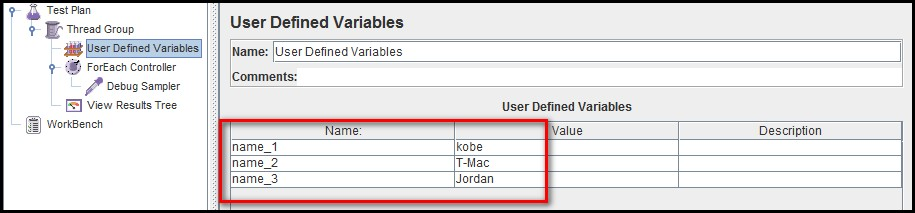 Test Plan
Thread Group
User Defined Variables
ForEach Controller
Debug Sampler
View Results Tree
WorkBench
User Defined Variables
Name: User Defined Variables
Comments:
User Defined Variables
Name: Value Description
name_1 kobe
name_2 T-Mac
name_3 Jordan